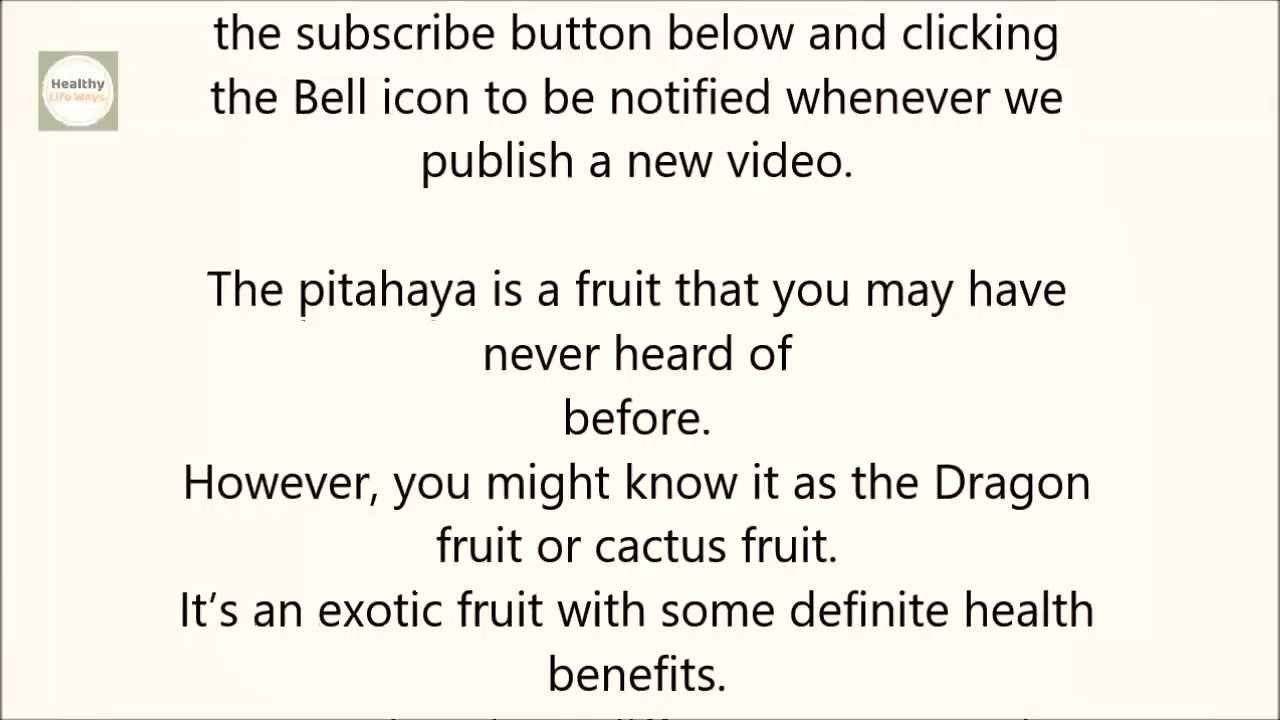 the subscribe button below and clicking
Healthy
Life Ways.
the Bell icon to be notified whenever we
publish a new video.
The pitahaya is a fruit that you may have
never heard of
before.
However, you might know it as the Dragon
fruit or cactus fruit.
It’s an exotic fruit with some definite health
benefits.